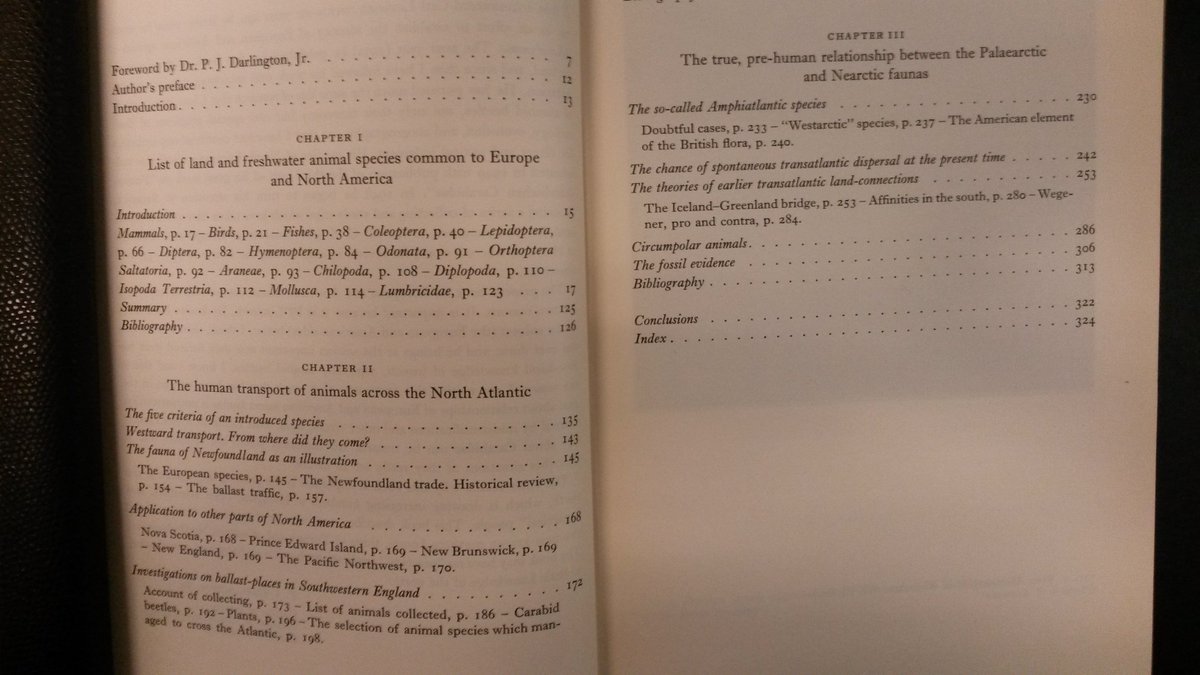 Foreword by Dr. P. J. Darlington, Jr. . . . . . . . . . . . . . . . . . 7
Author's preface . . . . . . . . . . . . . . . . . . . . . . . . 12
Introduction . . . . . . . . . . . . . . . . . . . . . . . . . . 13
CHAPTER I
List of land and freshwater animal species common to Europe
and North America
Introduction . . . . . . . . . . . . . . . . . . . . . . . . . . 15
Mammals, p. 17 – Birds, p. 21 – Fishes, p. 38 – Coleoptera, p. 40 – Lepidoptera,
p. 66 – Diptera, p. 82 – Hymenoptera, p. 84 – Odonata, p. 91 – Orthoptera
Saltatoria, p. 92 – Araneae, p. 93 – Chilopoda, p. 108 – Diplopoda, p. 110 –
Isopoda Terrestria, p. 112 – Mollusca, p. 114 – Lumbricidae, p. 123 . . . 17
Summary . . . . . . . . . . . . . . . . . . . . . . . . . . . 125
Bibliography . . . . . . . . . . . . . . . . . . . . . . . . . . 126
CHAPTER II
The human transport of animals across the North Atlantic
The five criteria of an introduced species . . . . . . . . . . . . . . . 135
Westward transport. From where did they come? . . . . . . . . . . . . 143
The fauna of Newfoundland as an illustration . . . . . . . . . . . . . 145
The European species, p. 145 – The Newfoundland trade. Historical review,
p. 154 – The ballast traffic, p. 157.
Application to other parts of North America . . . . . . . . . . . . . 168
Nova Scotia, p. 168 – Prince Edward Island, p. 169 – New Brunswick, p. 169
– New England, p. 169 – The Pacific Northwest, p. 170.
Investigations on ballast-places in Southwestern England . . . . . . . . . 172
Account of collecting, p. 173 – List of animals collected, p. 186 – Carabid
beetles, p. 192 – Plants, p. 196 – The selection of animal species which man-
aged to cross the Atlantic, p. 198.
CHAPTER III
The true, pre-human relationship between the Palaearctic
and Nearctic faunas
The so-called Amphiatlantic species . . . . . . . . . . . . . . . . . 230
Doubtful cases, p. 233 – "Westarctic" species, p. 237 – The American element
of the British flora, p. 240.
The chance of spontaneous transatlantic dispersal at the present time . . . . . 242
The theories of earlier transatlantic land-connections . . . . . . . . . . 253
The Iceland–Greenland bridge, p. 253 – Affinities in the south, p. 280 – Wege-
ner, pro and contra, p. 284.
Circumpolar animals . . . . . . . . . . . . . . . . . . . . . . . 286
The fossil evidence . . . . . . . . . . . . . . . . . . . . . . . 306
Bibliography . . . . . . . . . . . . . . . . . . . . . . . . . . 313
Conclusions . . . . . . . . . . . . . . . . . . . . . . . . . . 322
Index . . . . . . . . . . . . . . . . . . . . . . . . . . . . . 324